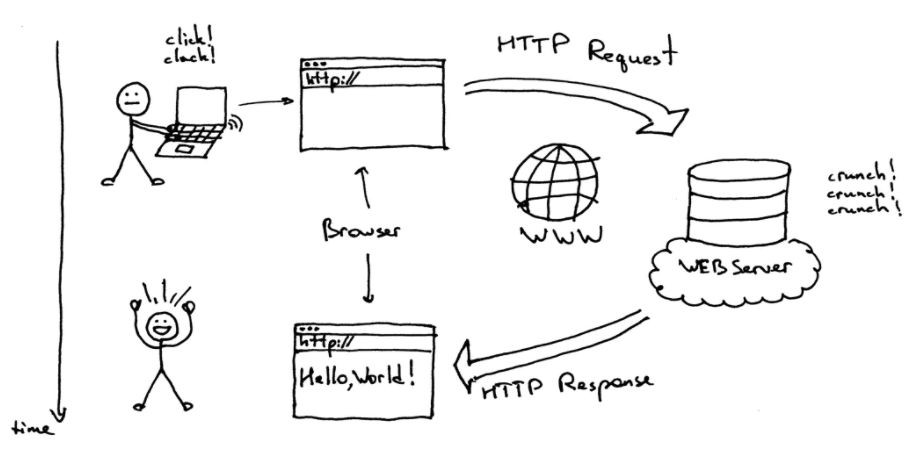 click!
clack!
HTTP Request
http://
crunch!
crunch!
crunch!
Browser
WWW
WEB Server
http://
Hello, World!
HTTP Response
time